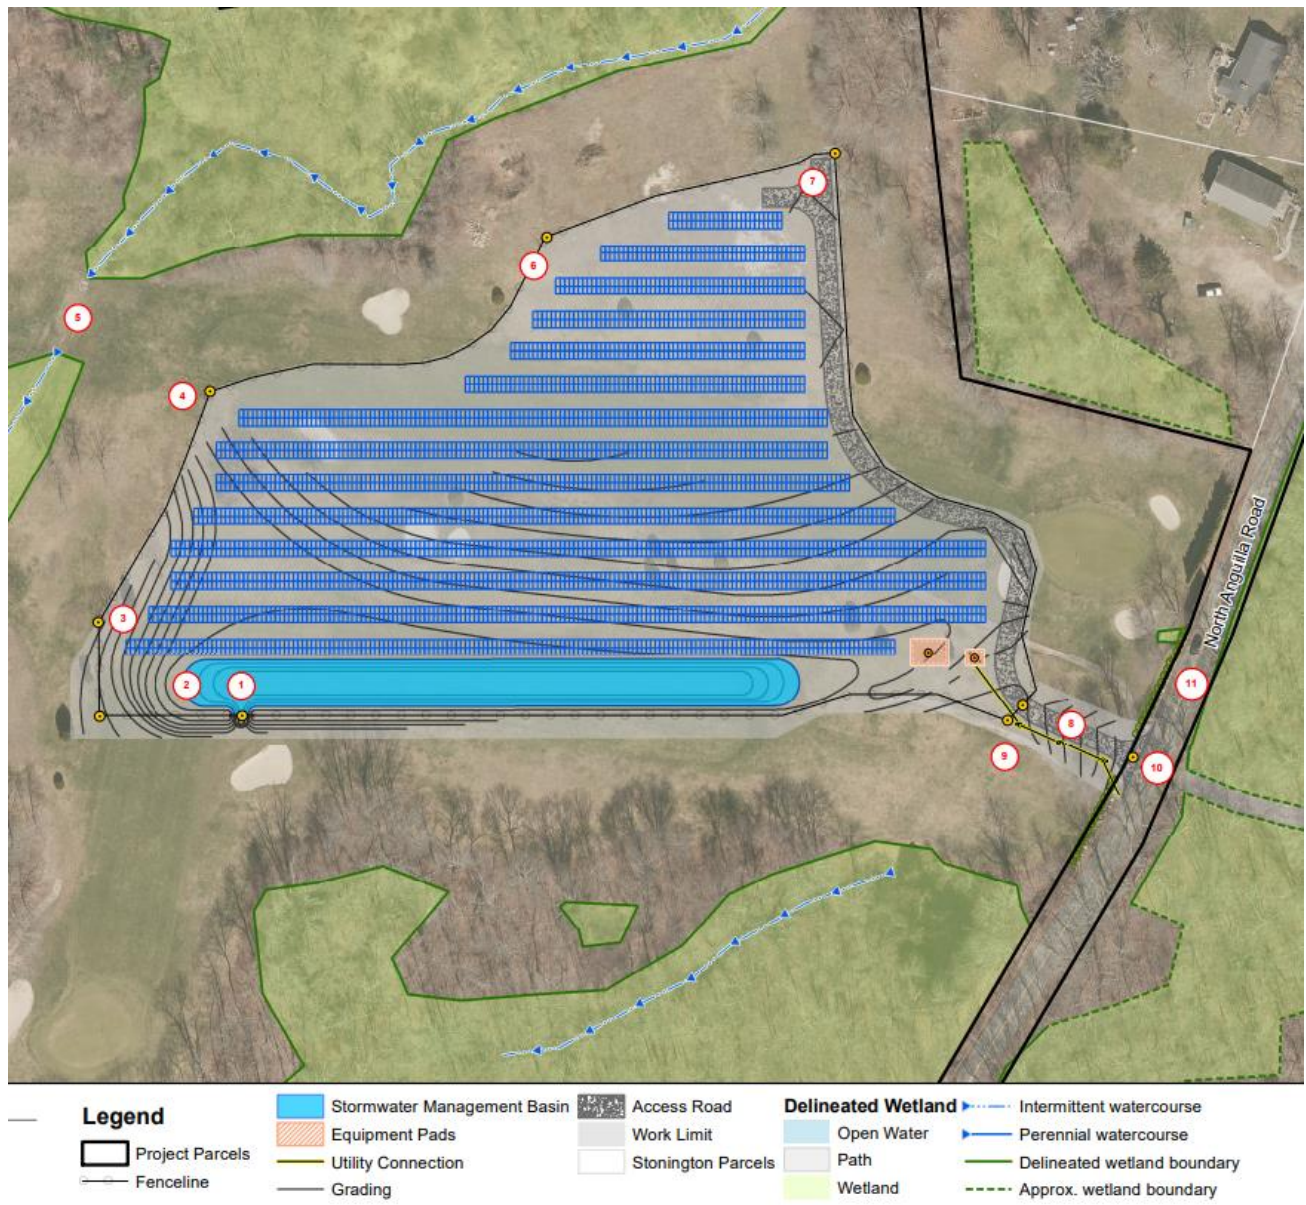 7
6
5
4
3
2
1
8
9
10
11
North Anguilla Road
Legend
Project Parcels
Fenceline
Stormwater Management Basin
Equipment Pads
Utility Connection
Grading
Access Road
Work Limit
Stonington Parcels
Delineated Wetland
Open Water
Path
Wetland
Intermittent watercourse
Perennial watercourse
Delineated wetland boundary
Approx. wetland boundary